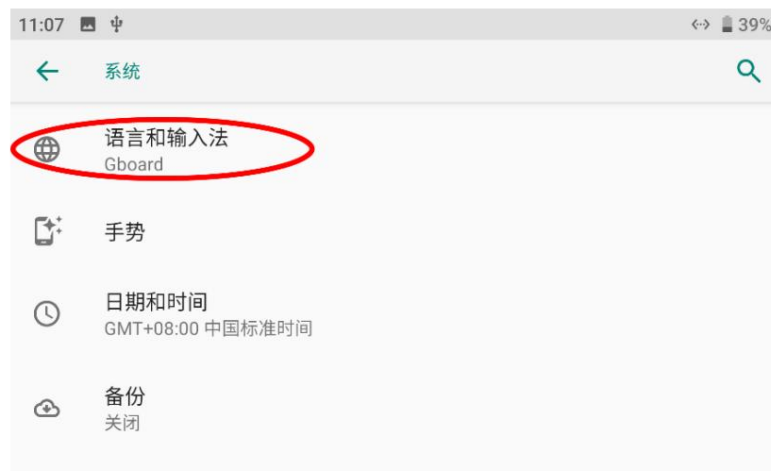 11:07 39%
系统
语言和输入法
Gboard
手势
日期和时间
GMT+08:00 中国标准时间
备份
关闭